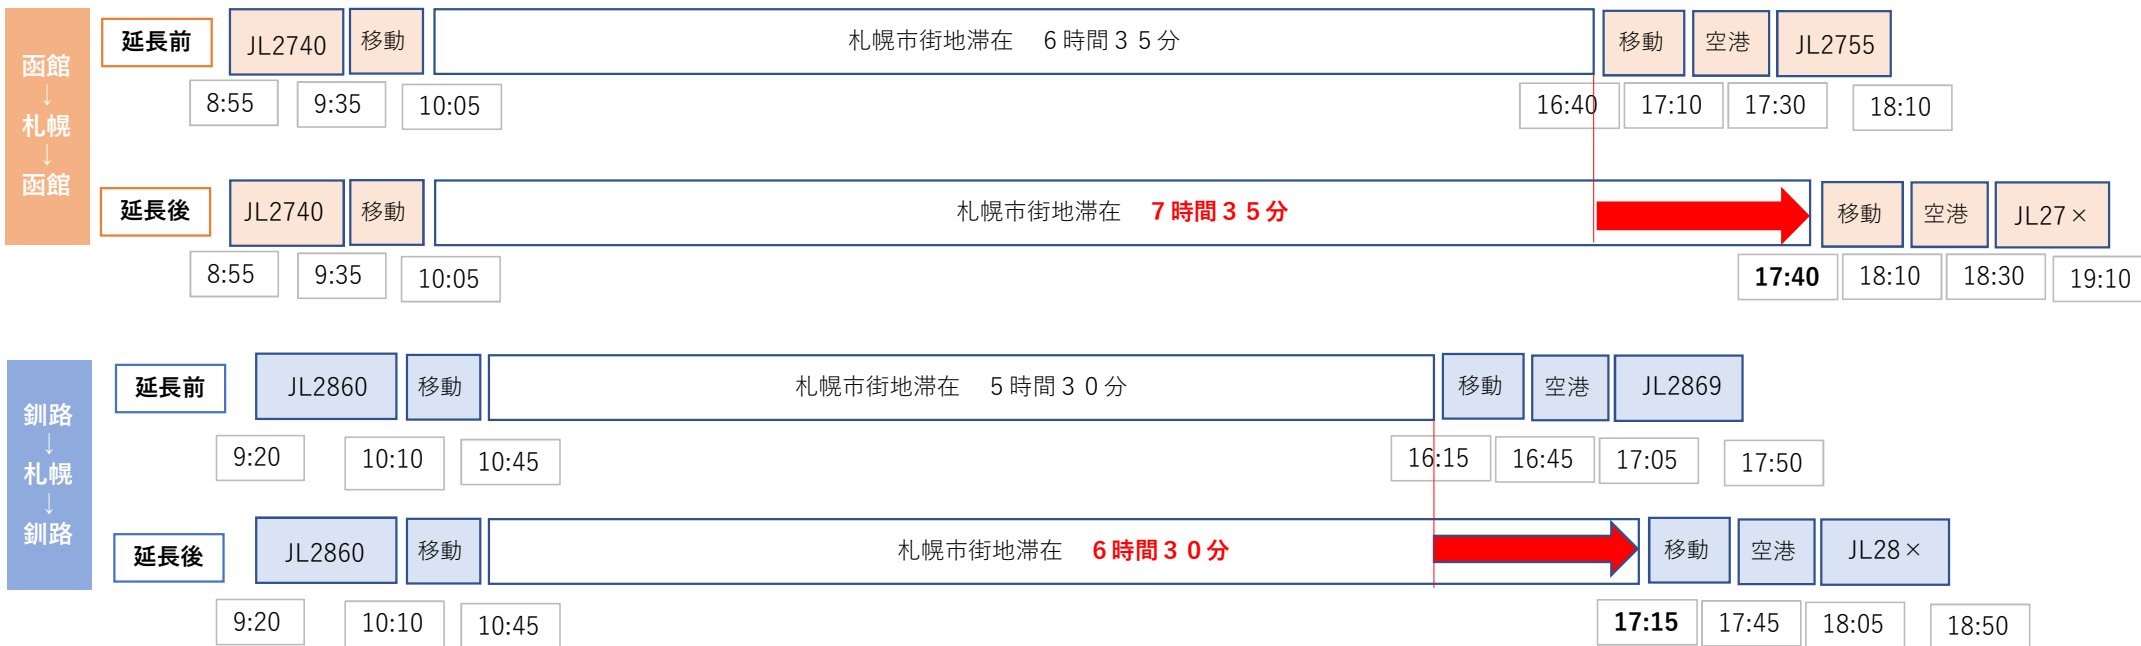 函館
↓
札幌
↓
函館
延長前
JL2740
移動
札幌市街地滞在　６時間３５分
移動
空港
JL2755
8:55
9:35
10:05
16:40
17:10
17:30
18:10
延長後
JL2740
移動
札幌市街地滞在　７時間３５分
移動
空港
JL27×
8:55
9:35
10:05
17:40
18:10
18:30
19:10
釧路
↓
札幌
↓
釧路
延長前
JL2860
移動
札幌市街地滞在　５時間３０分
移動
空港
JL2869
9:20
10:10
10:45
16:15
16:45
17:05
17:50
延長後
JL2860
移動
札幌市街地滞在　６時間３０分
移動
空港
JL28×
9:20
10:10
10:45
17:15
17:45
18:05
18:50